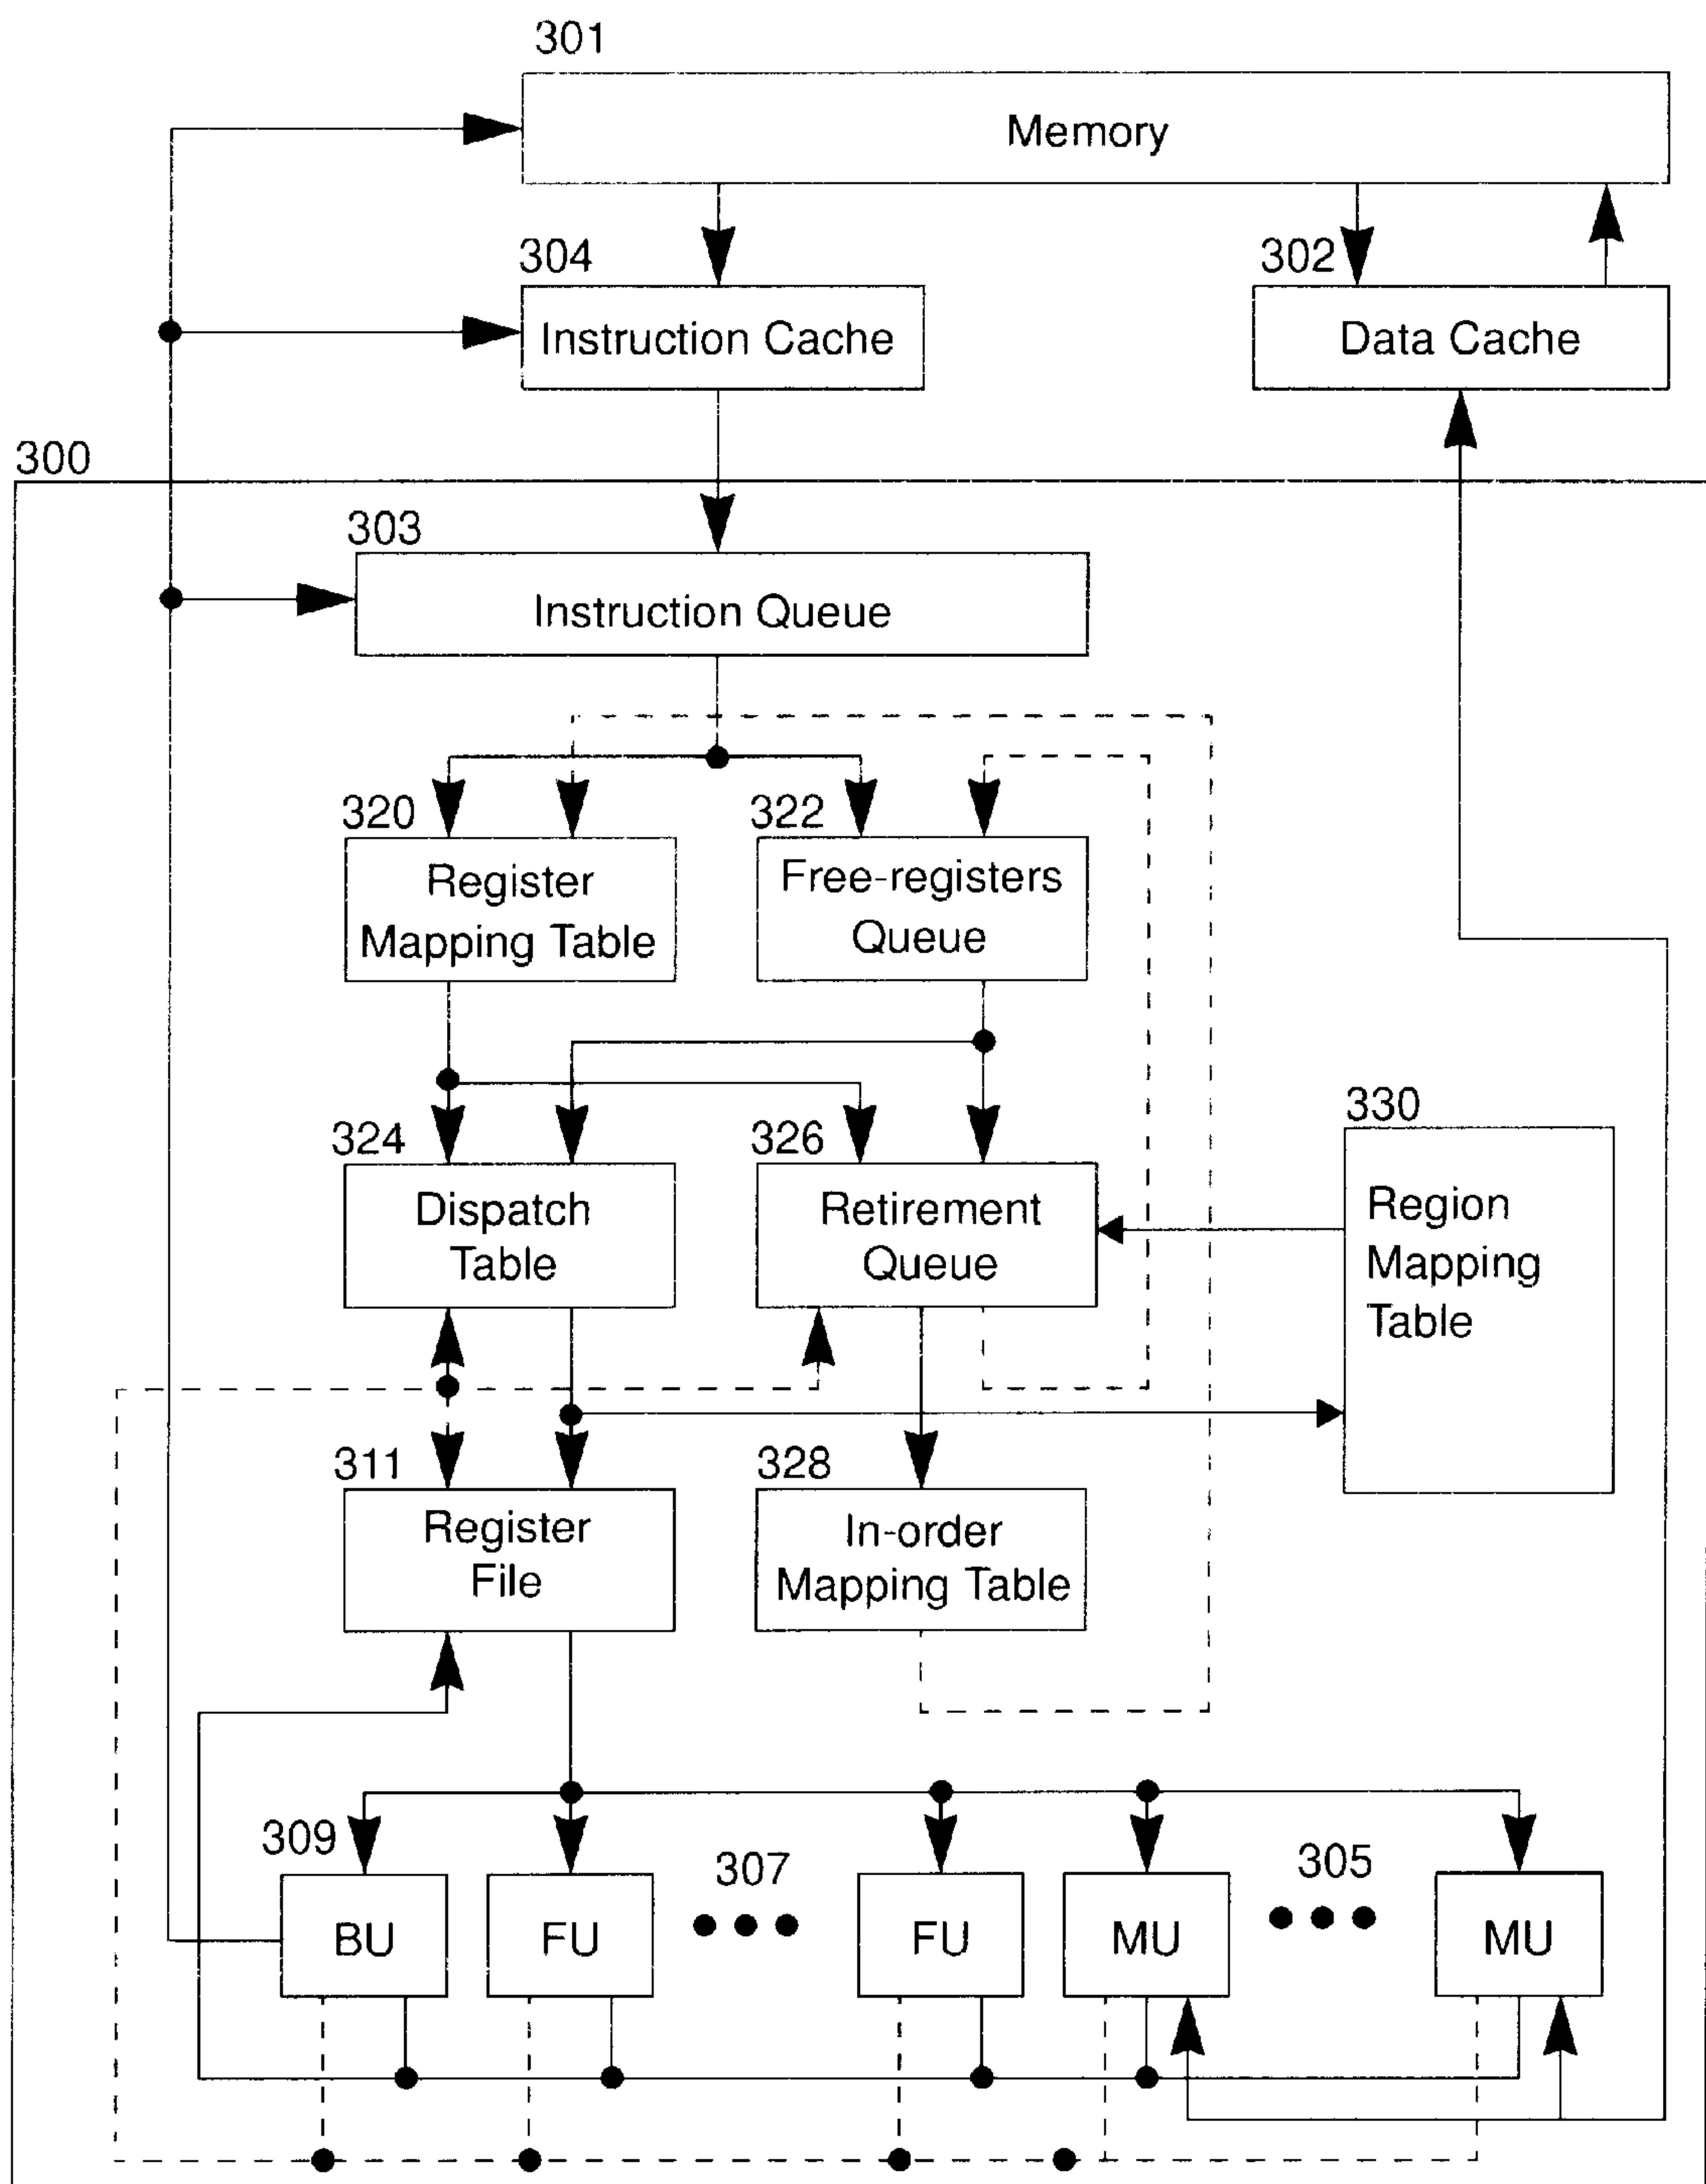 301
Memory
304
302
Instruction Cache
Data Cache
300
303
Instruction Queue
320
322
Register
Mapping Table
Free-registers
Queue
330
324
326
Dispatch
Table
Retirement
Queue
Region
Mapping
Table
311
328
Register
File
In-order
Mapping Table
309
307
305
BU
FU
FU
MU
MU